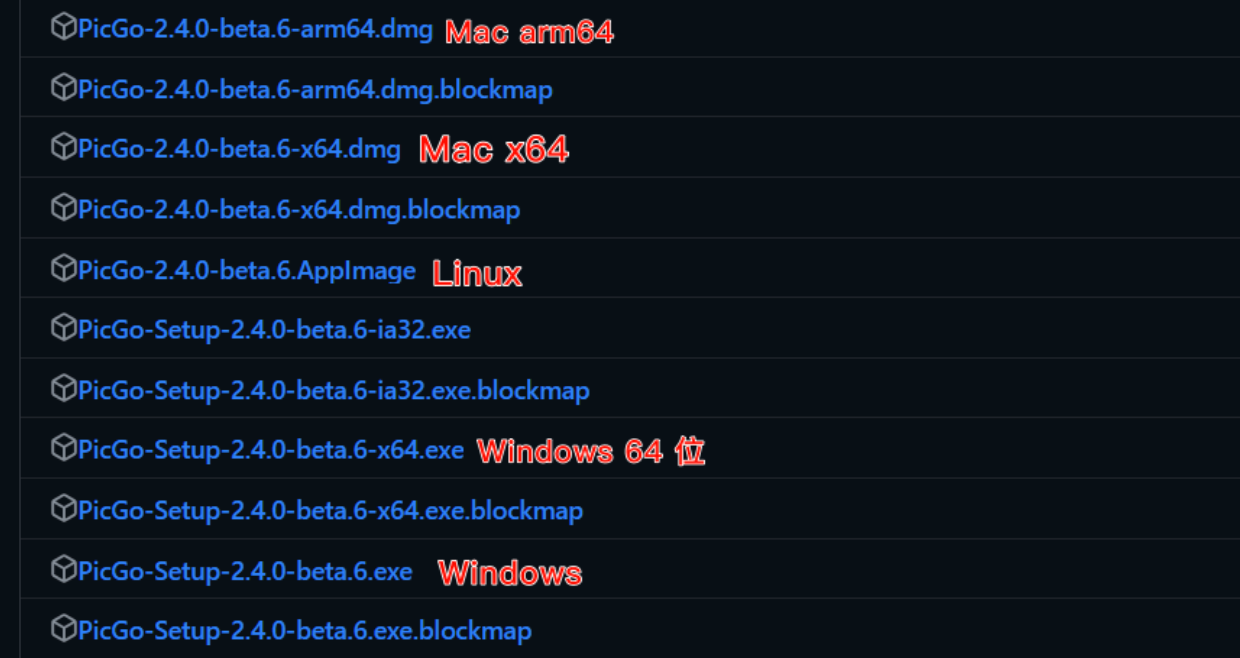 PicGo-2.4.0-beta.6-arm64.dmg Mac arm64
PicGo-2.4.0-beta.6-arm64.dmg.blockmap
PicGo-2.4.0-beta.6-x64.dmg Mac x64
PicGo-2.4.0-beta.6-x64.dmg.blockmap
PicGo-2.4.0-beta.6.AppImage Linux
PicGo-Setup-2.4.0-beta.6-ia32.exe
PicGo-Setup-2.4.0-beta.6-ia32.exe.blockmap
PicGo-Setup-2.4.0-beta.6-x64.exe Windows 64 位
PicGo-Setup-2.4.0-beta.6-x64.exe.blockmap
PicGo-Setup-2.4.0-beta.6.exe Windows
PicGo-Setup-2.4.0-beta.6.exe.blockmap